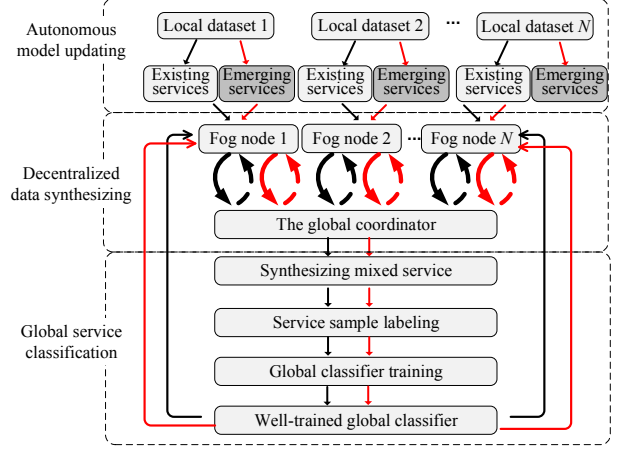 Autonomous
model updating
Local dataset 1
Local dataset 2
...
Local dataset N
Existing
services
Emerging
services
Existing
services
Emerging
services
Existing
services
Emerging
services
Decentralized
data synthesizing
Fog node 1
Fog node 2
...
Fog node N
The global coordinator
Global service
classification
Synthesizing mixed service
Service sample labeling
Global classifier training
Well-trained global classifier